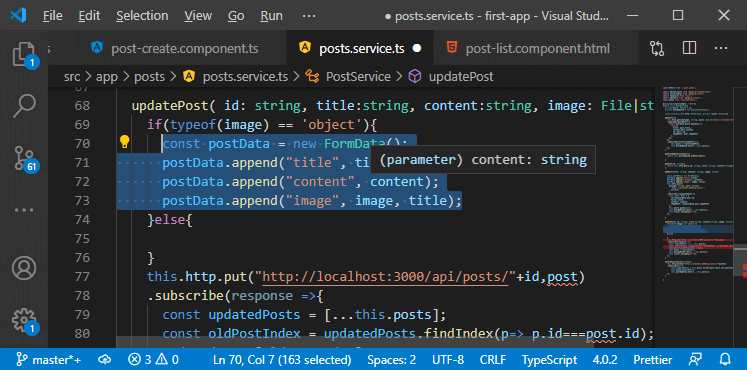 File Edit Selection View ··· posts.service.ts - first-app - Visual Stud...
post-create.component.ts posts.service.ts ● post-list.component.html ···
src > app > posts > posts.service.ts > PostService > updatePost
68 updatePost( id: string, title:string, content:string, image: File|st
69 if(typeof(image) == 'object'){
70 const postData = new FormData();
71 postData.append("title", ti
(parameter) content: string
72 postData.append("content", content);
73 postData.append("image", image, title);
74 }else{
75
76 }
77 this.http.put("http://localhost:3000/api/posts/"+id,post)
78 .subscribe(response =>{
79 const updatedPosts = [...this.posts];
80 const oldPostIndex = updatedPosts.findIndex(p=> p.id===post.id);
1
61
1
master*+ 3 0 Ln 70, Col 7 (163 selected) Spaces: 2 UTF-8 CRLF TypeScript 4.0.2 Prettier